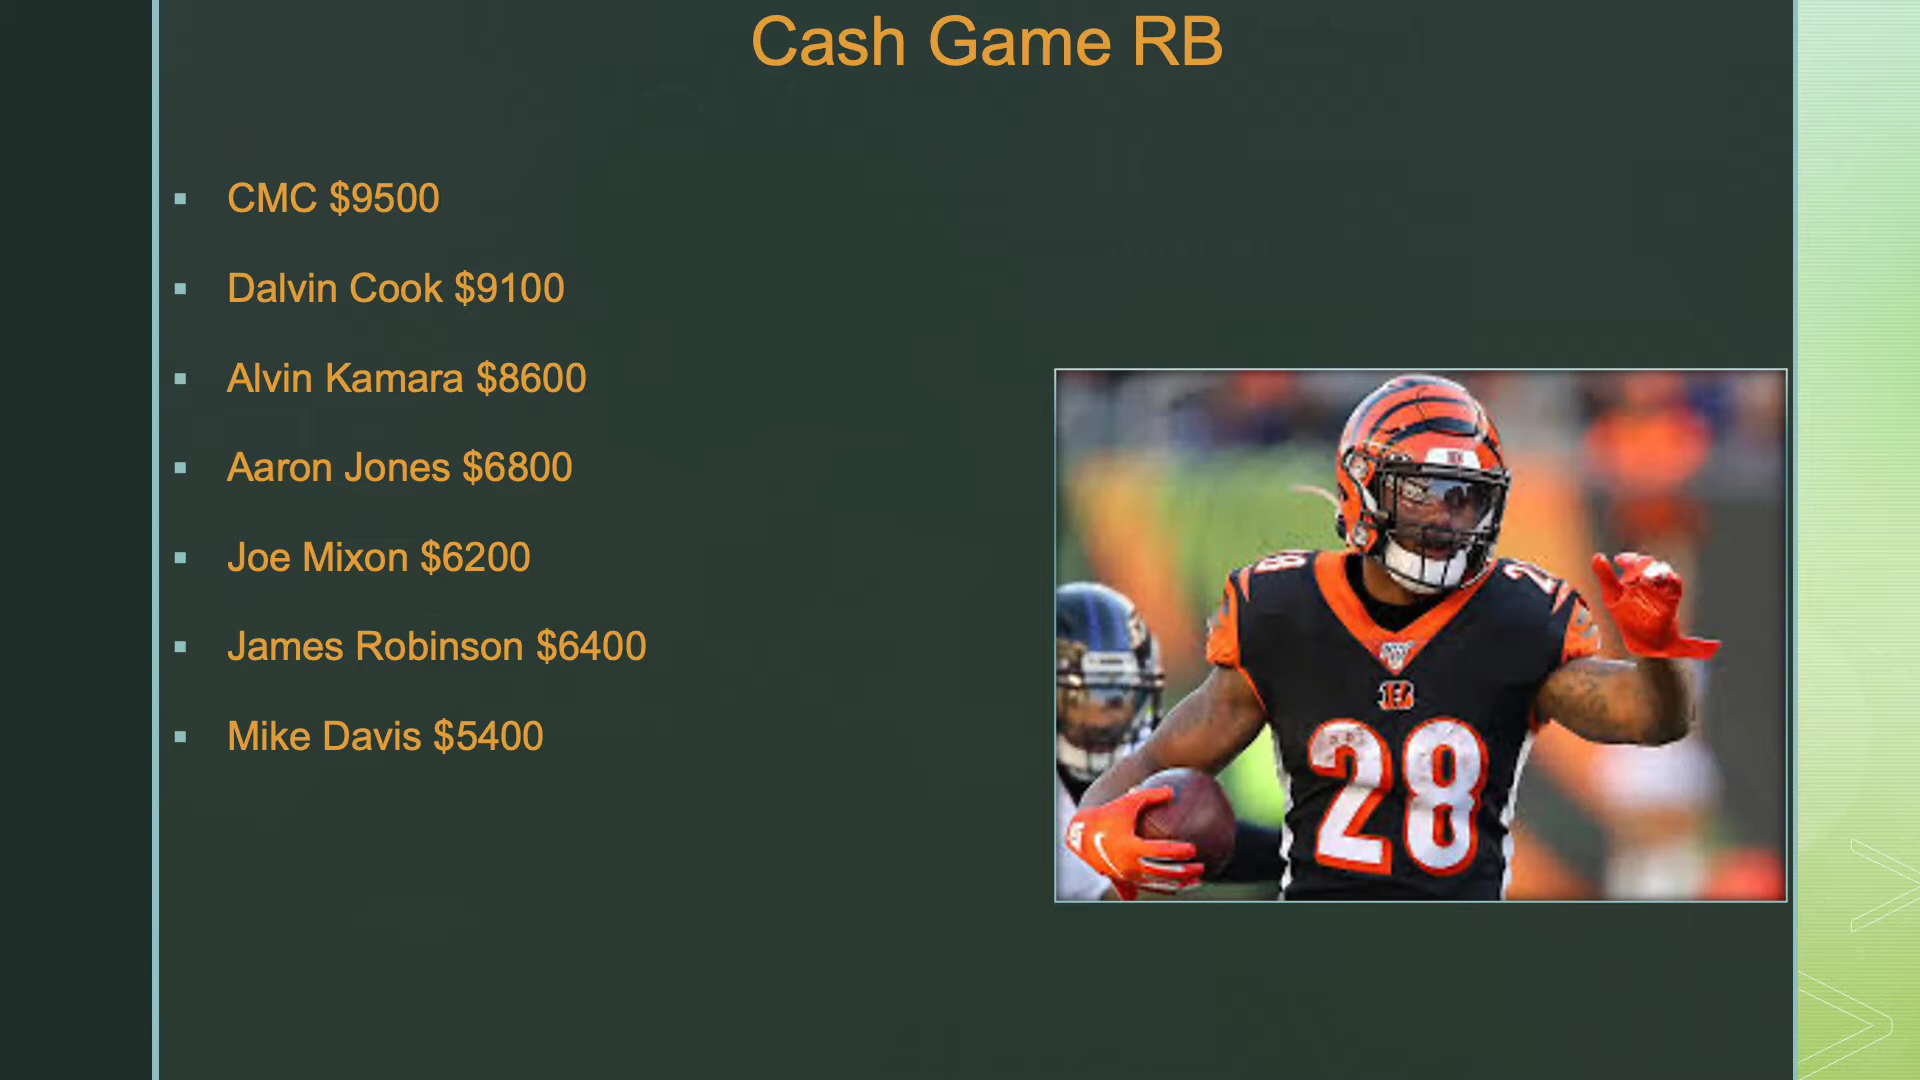 Cash Game RB
CMC $9500
Dalvin Cook $9100
Alvin Kamara $8600
Aaron Jones $6800
Joe Mixon $6200
James Robinson $6400
Mike Davis $5400
28
28
B
28